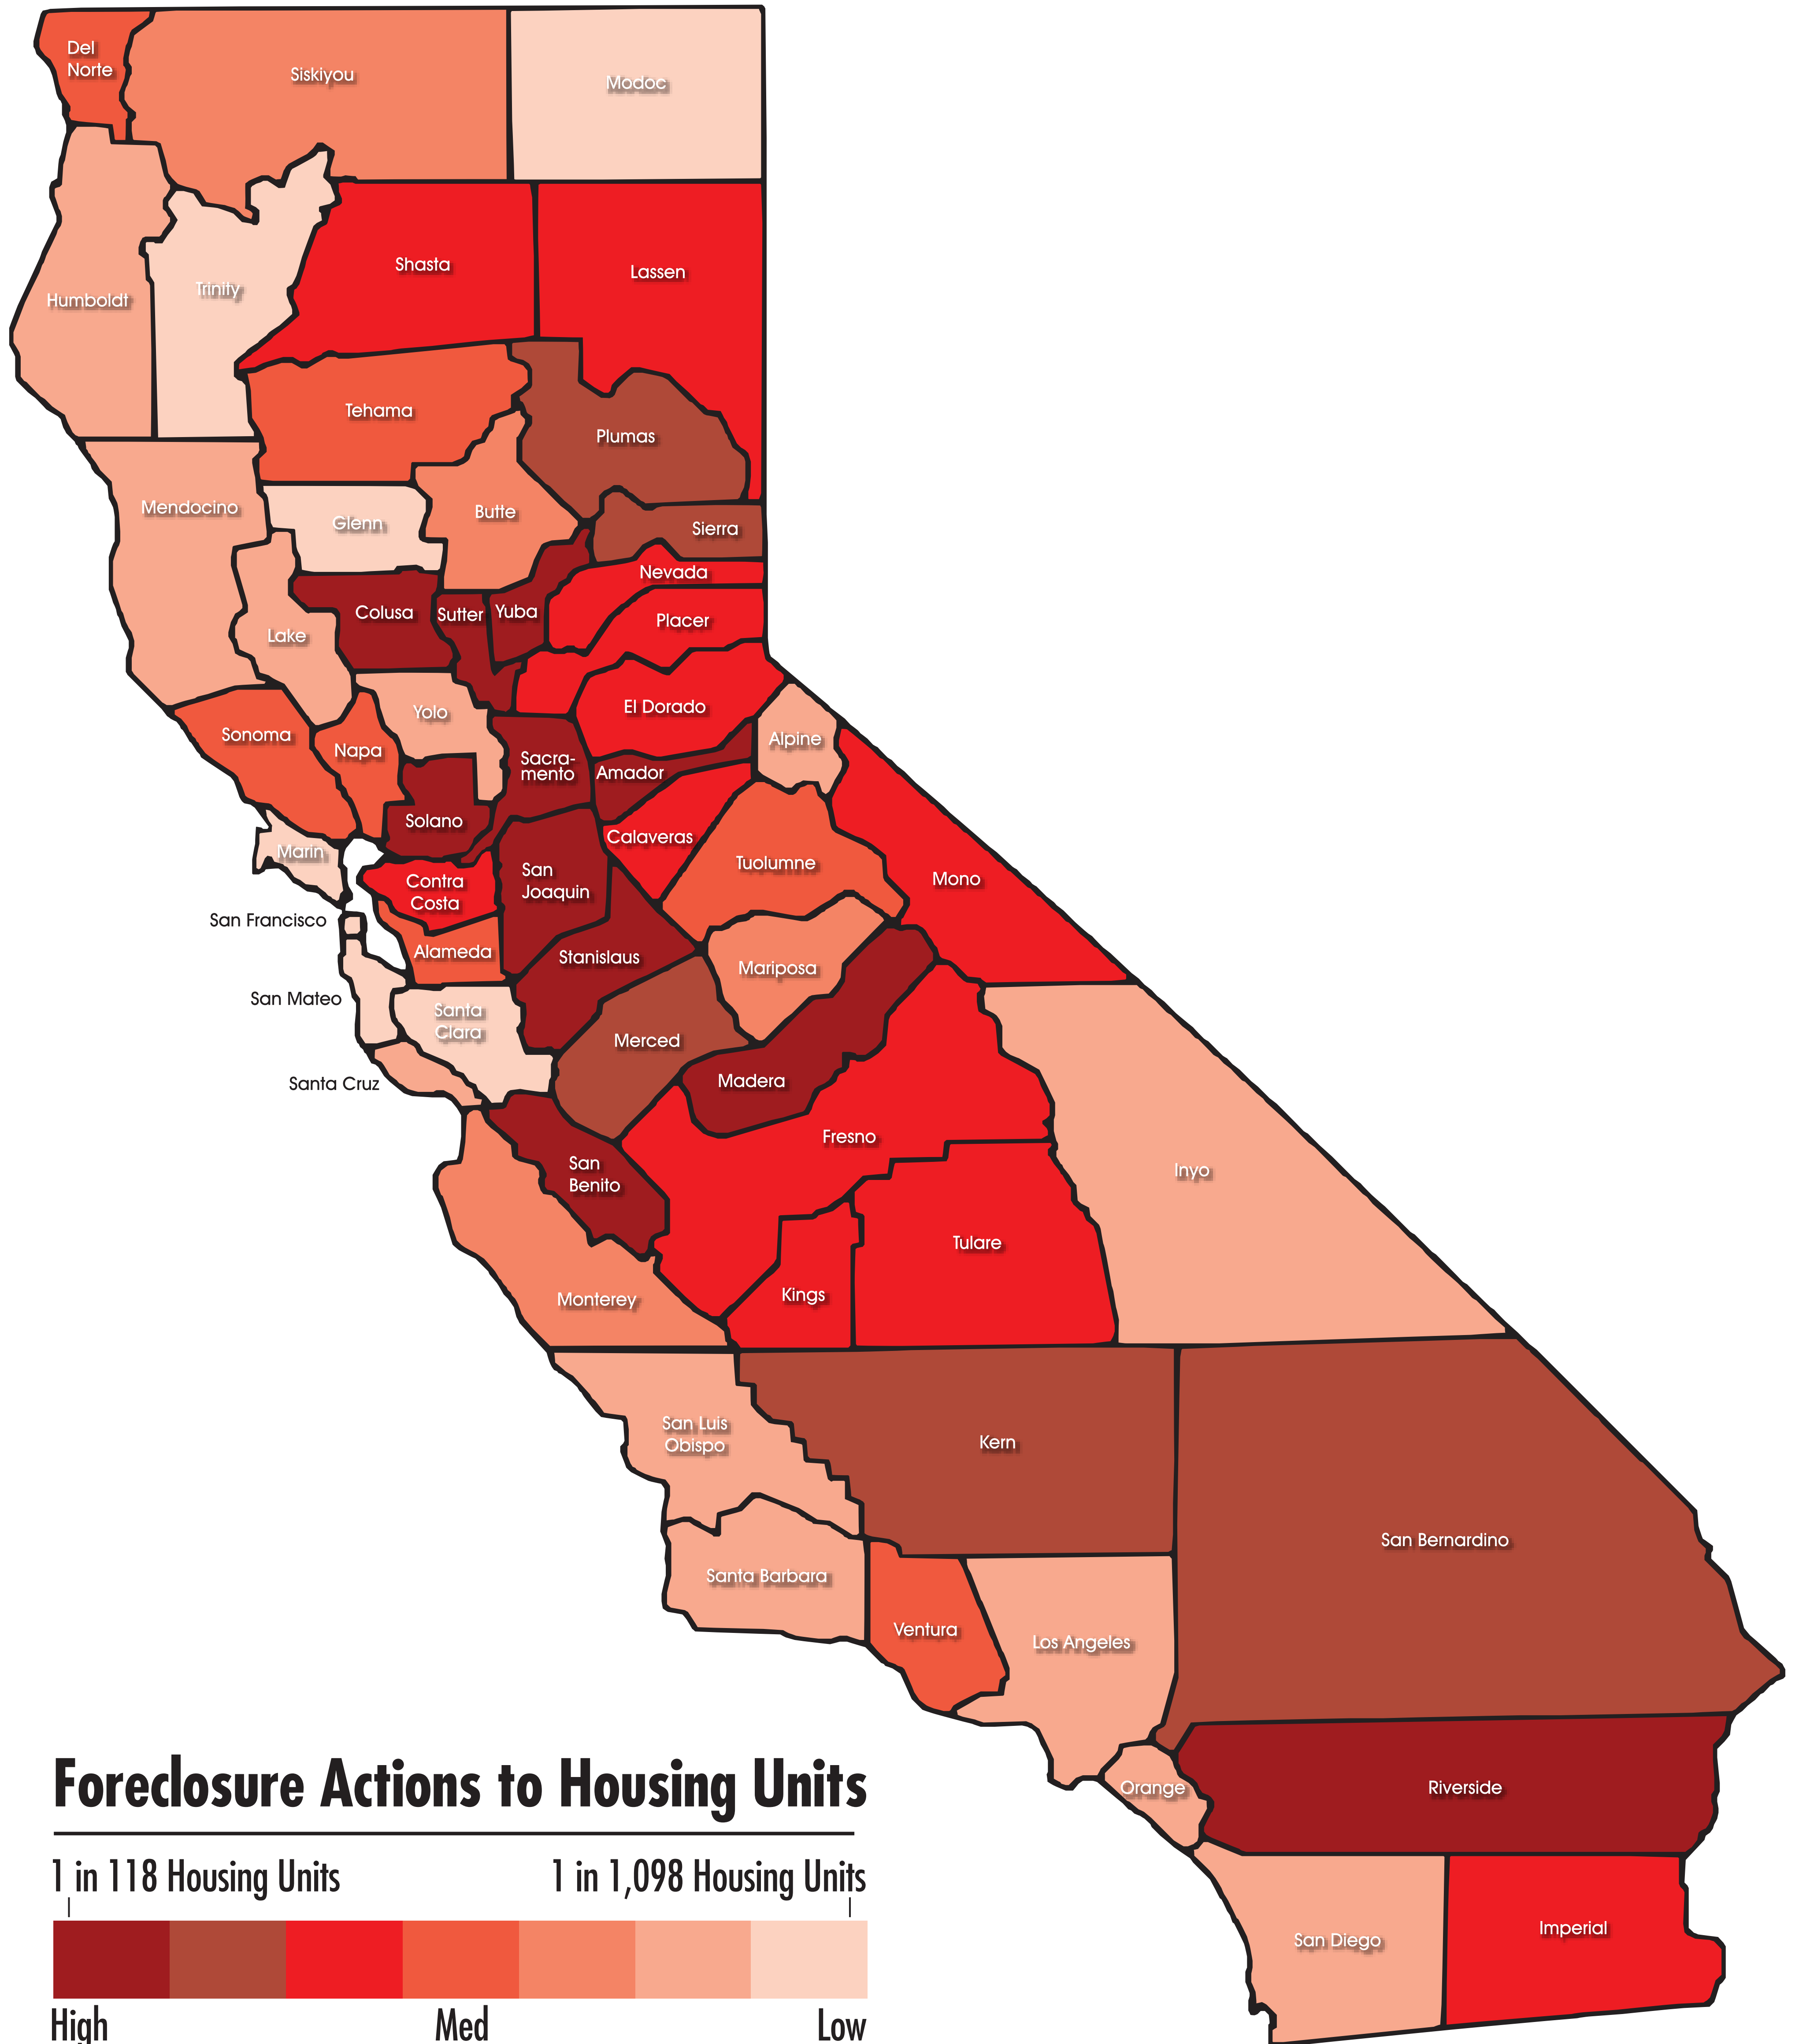 Del
Norte
Siskiyou
Modoc
Humboldt
Trinity
Shasta
Lassen
Tehama
Plumas
Mendocino
Glenn
Butte
Sierra
Nevada
Colusa
Sutter
Yuba
Placer
Lake
El Dorado
Yolo
Sonoma
Napa
Alpine
Sacra-
mento
Amador
Solano
Calaveras
Marin
Tuolumne
Contra
Costa
San
Joaquin
Mono
San Francisco
Alameda
Stanislaus
Mariposa
San Mateo
Santa
Clara
Merced
Santa Cruz
Madera
Fresno
San
Benito
Inyo
Tulare
Monterey
Kings
San Luis
Obispo
Kern
San Bernardino
Santa Barbara
Ventura
Los Angeles
Orange
Riverside
San Diego
Imperial
Foreclosure Actions to Housing Units
1 in 118 Housing Units
1 in 1,098 Housing Units
High
Med
Low